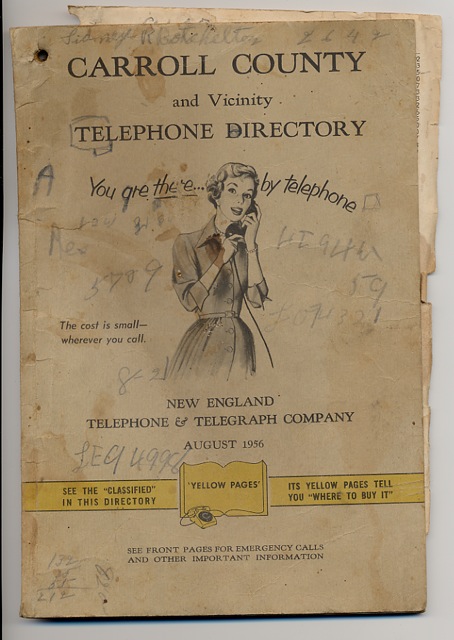 CARROLL COUNTY
and Vicinity
TELEPHONE DIRECTORY
A
You are there... by telephone
5789
59
The cost is small—
wherever you call.
NEW ENGLAND
TELEPHONE & TELEGRAPH COMPANY
AUGUST 1956
SEE THE "CLASSIFIED"
IN THIS DIRECTORY
'YELLOW PAGES'
ITS YELLOW PAGES TELL
YOU "WHERE TO BUY IT"
SEE FRONT PAGES FOR EMERGENCY CALLS
AND OTHER IMPORTANT INFORMATION